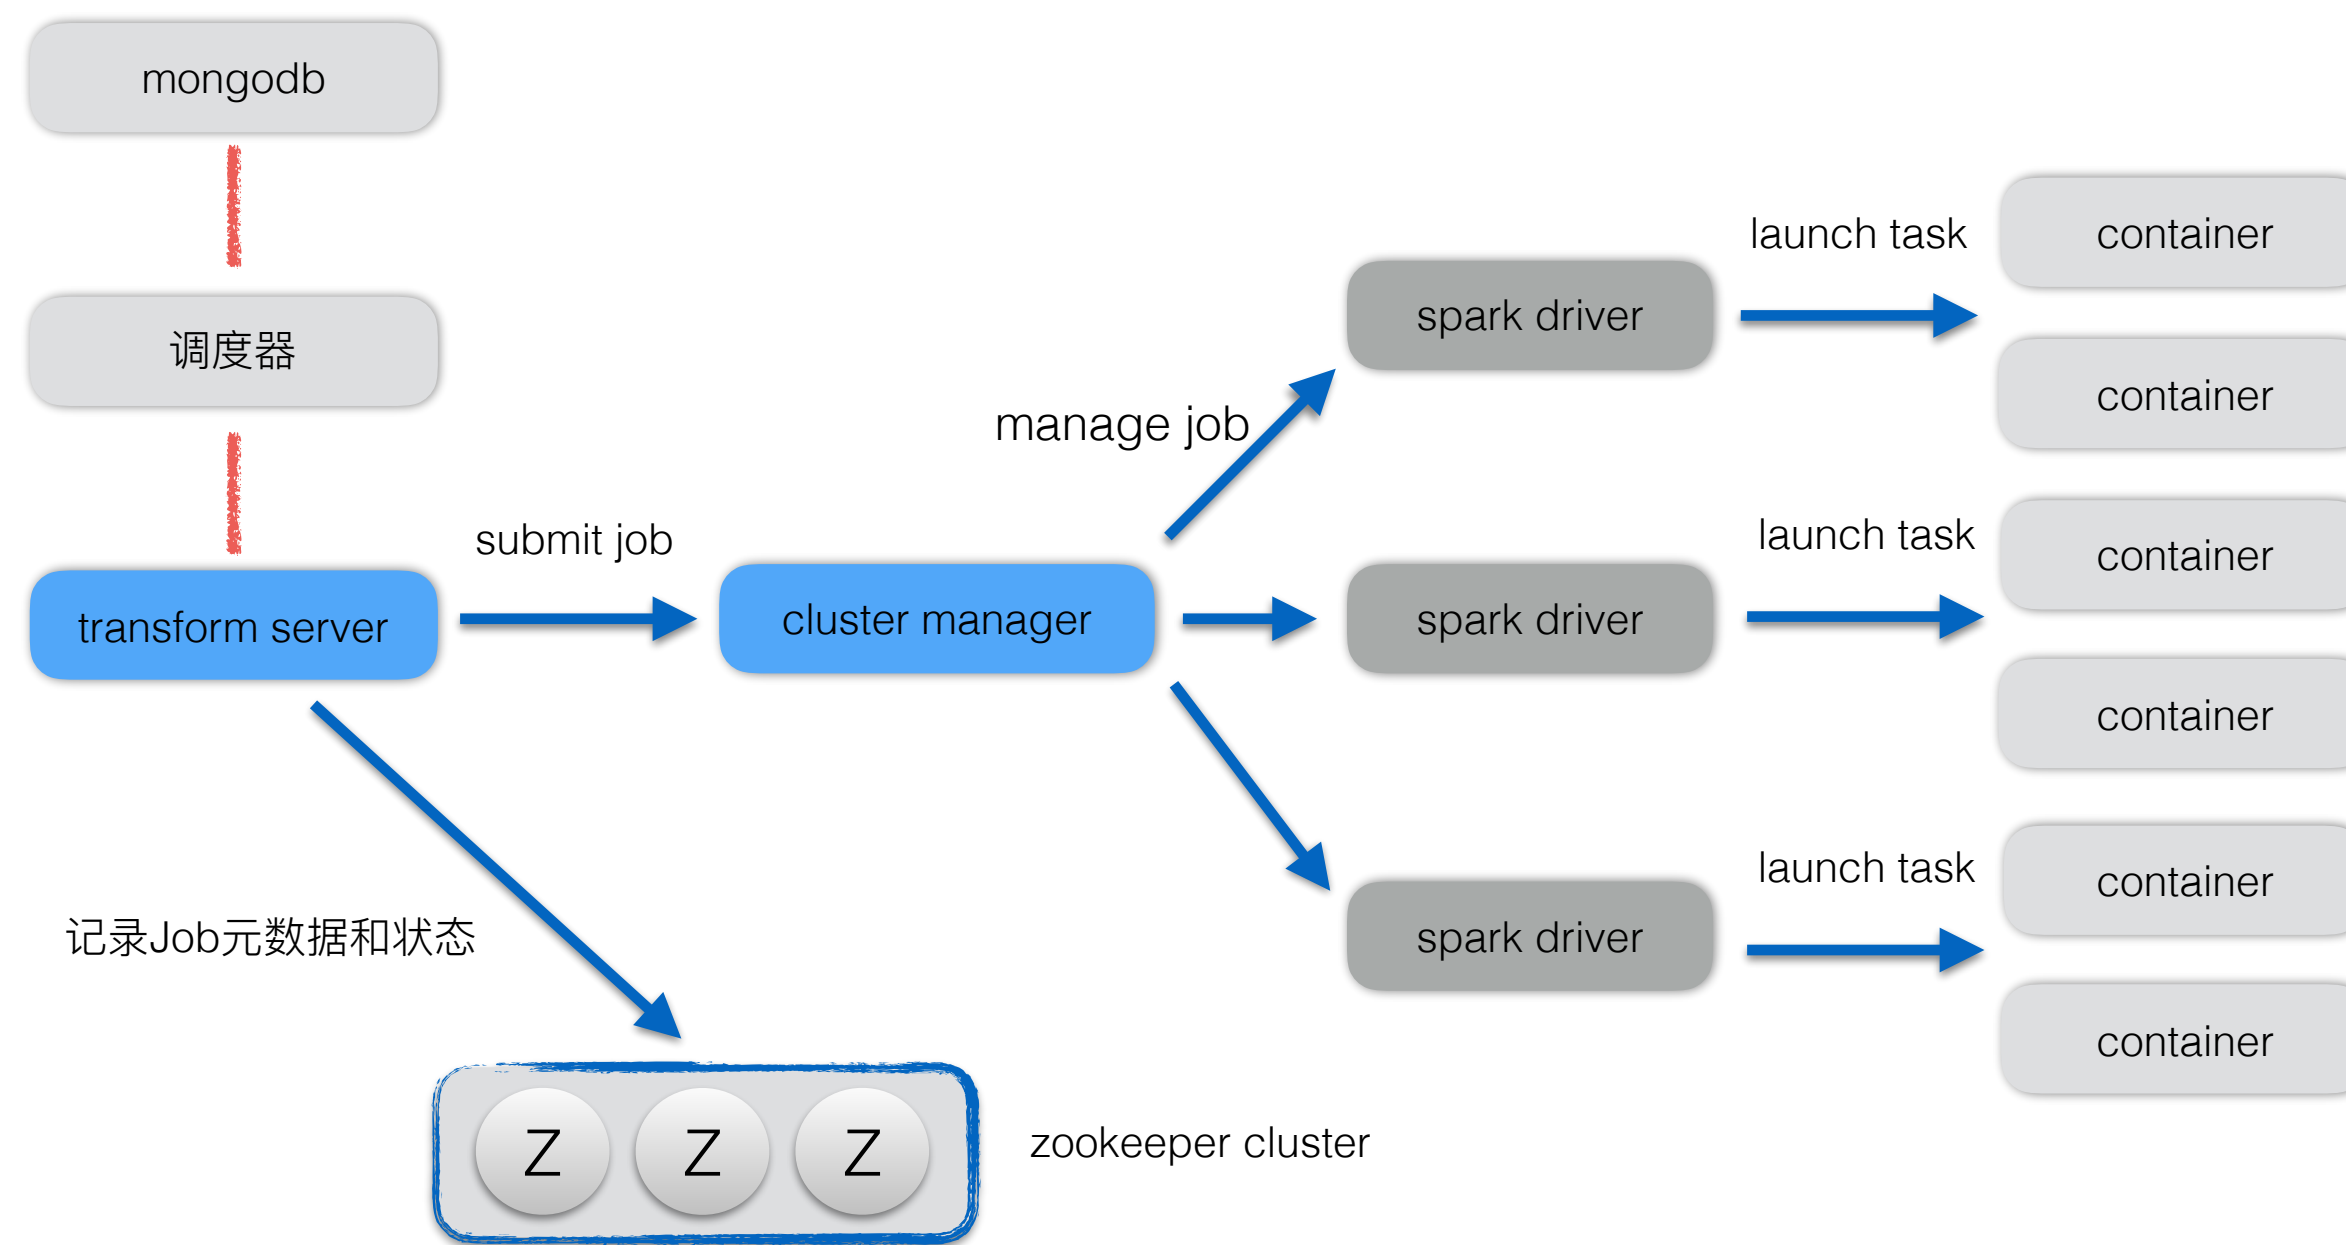 mongodb
调度器
transform server
submit job
cluster manager
manage job
spark driver
launch task
container
container
spark driver
launch task
container
container
spark driver
launch task
container
container
记录Job元数据和状态
Z Z Z
zookeeper cluster